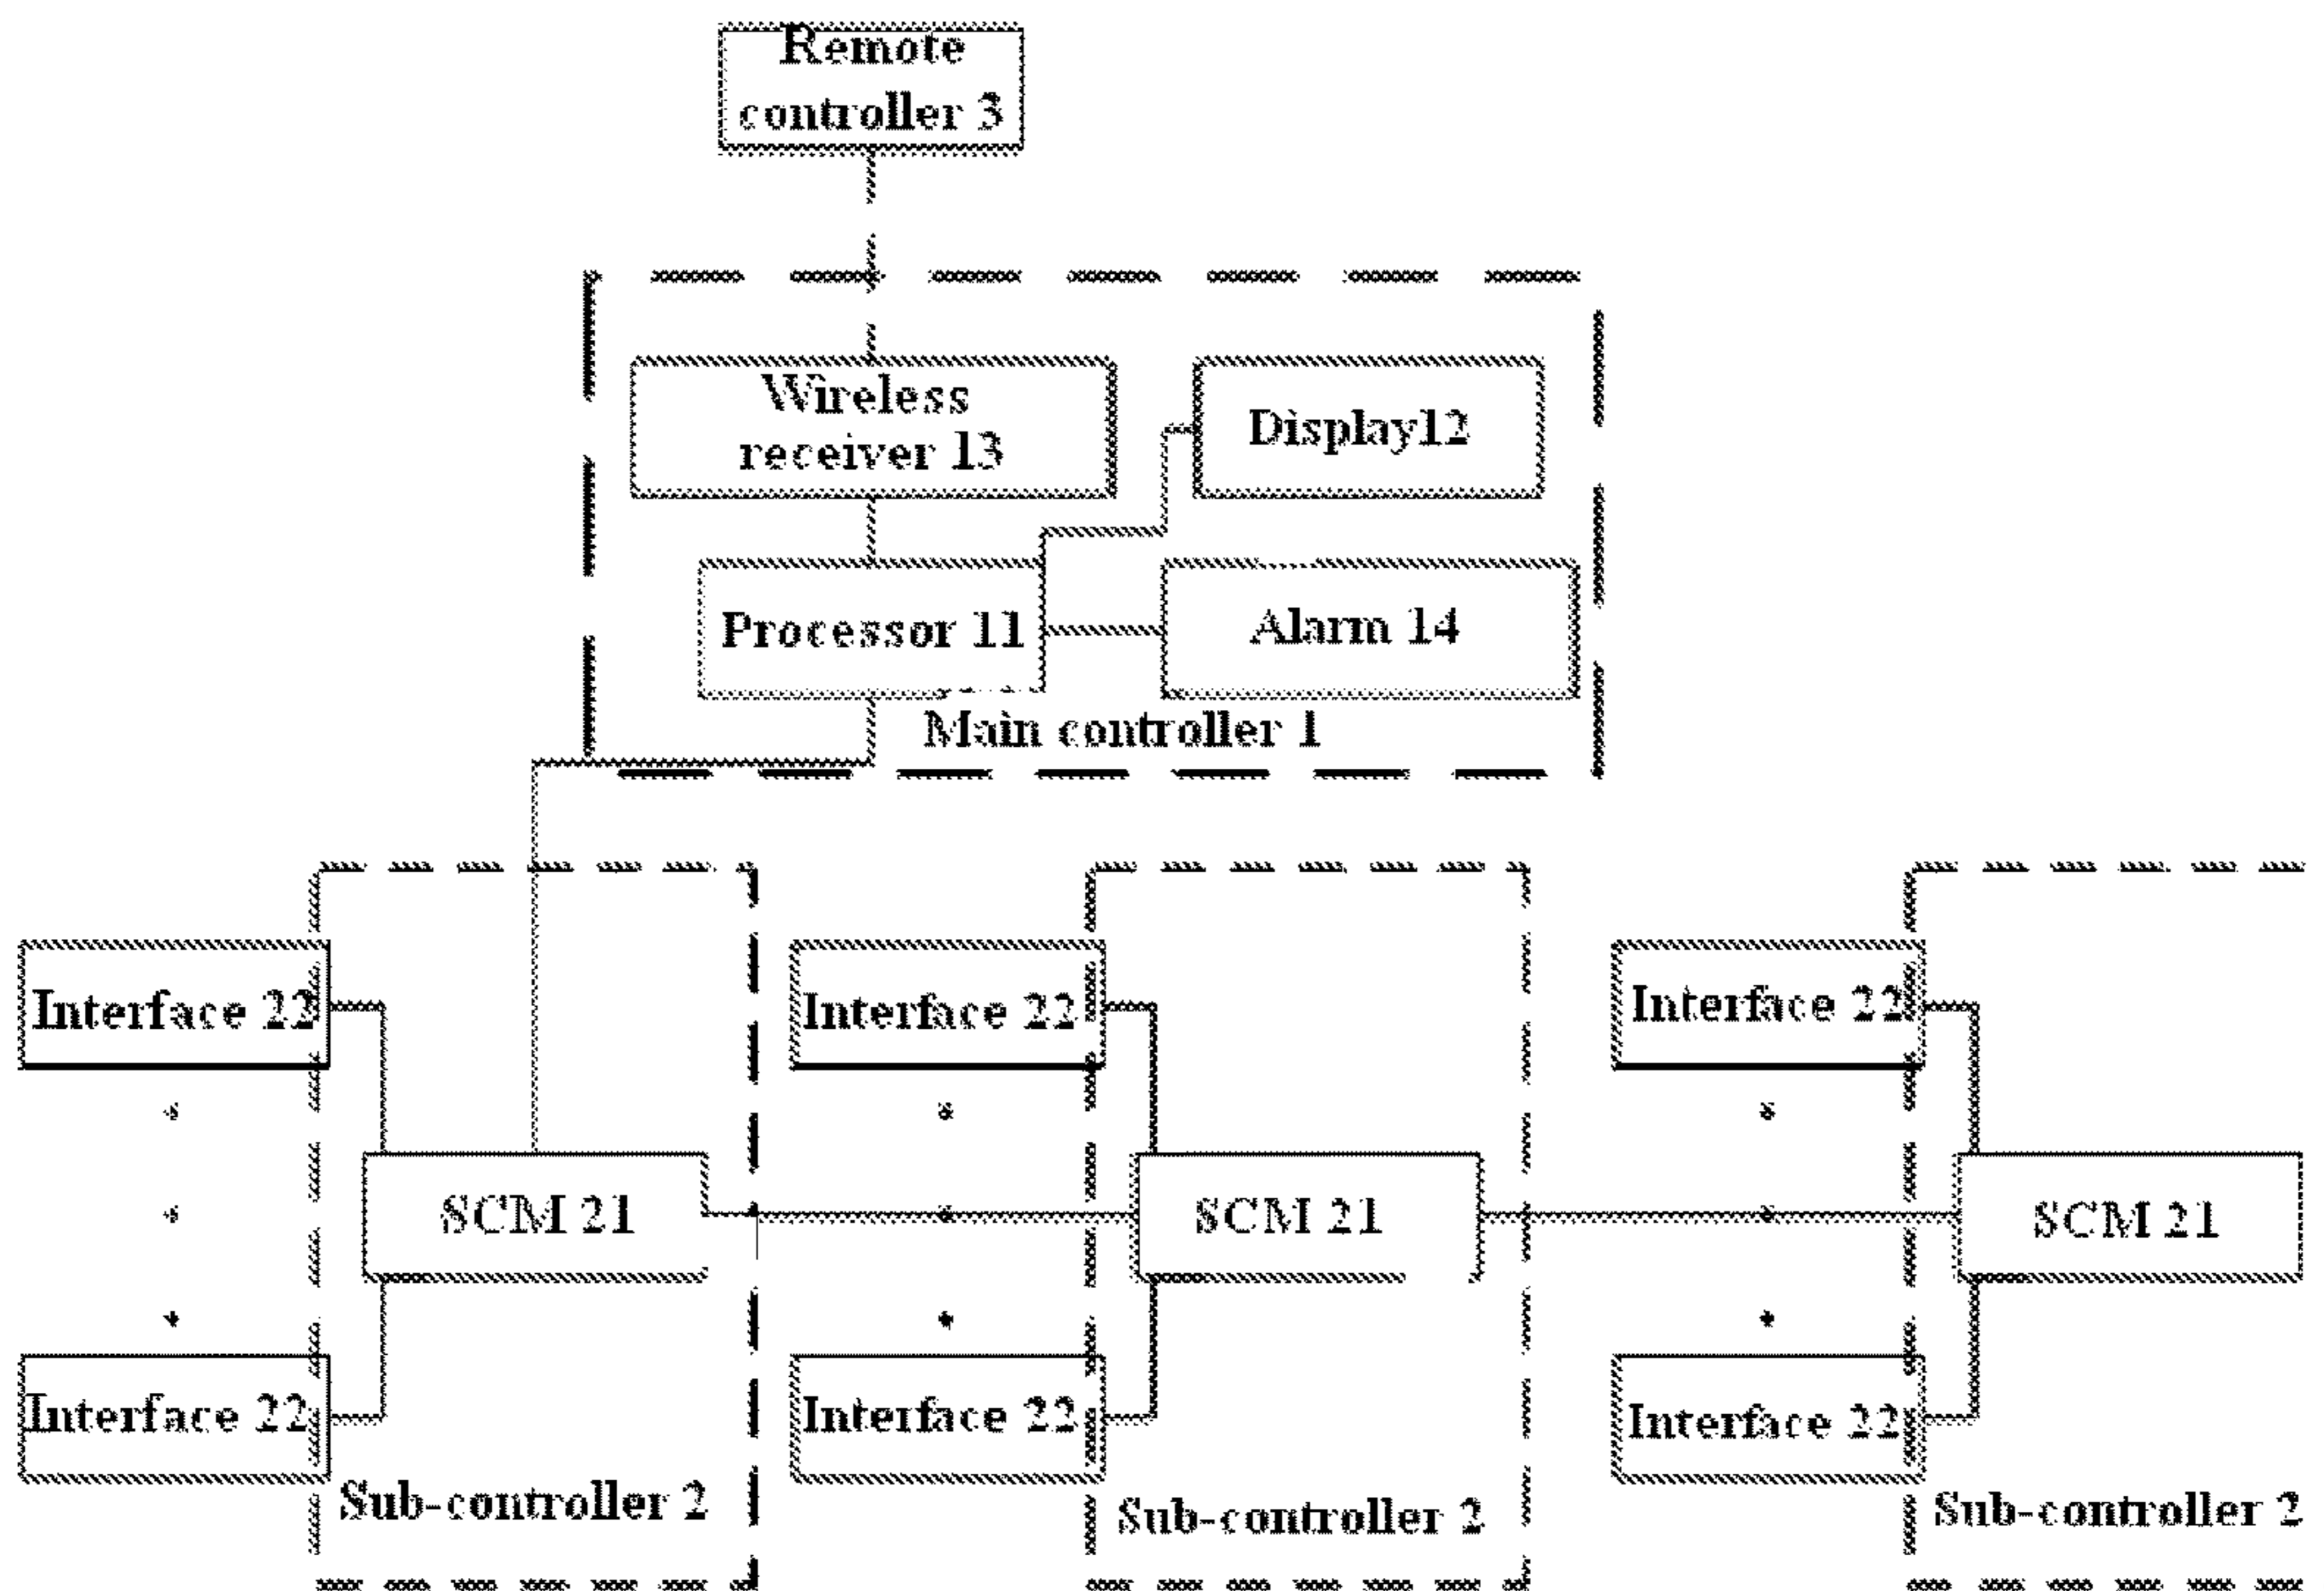 Remote
controller 3
Wireless
receiver 13
Display12
Processor 11
Alarm 14
Main controller 1
Interface 22
Interface 22
Interface 22
SCM 21
SCM 21
SCM 21
Interface 22
Interface 22
Interface 22
Sub-controller 2
Sub-controller 2
Sub-controller 2